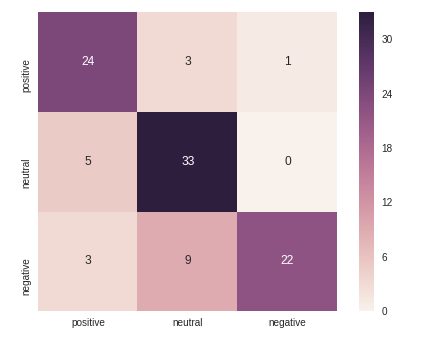 positive 24 3 1
neutral 5 33 0
negative 3 9 22
positive neutral negative
30
24
18
12
6
0